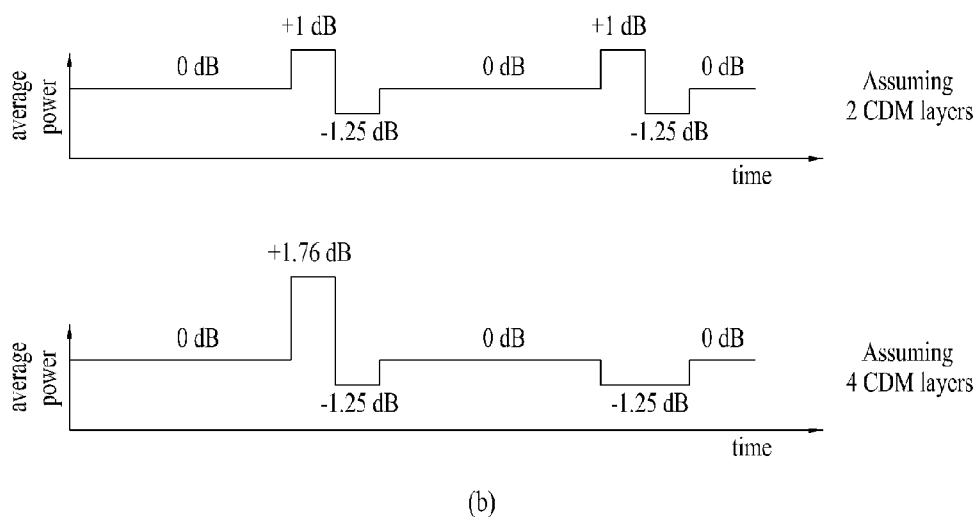 +1 dB
+1 dB
0 dB
0 dB
0 dB
average
power
-1.25 dB
-1.25 dB
time
Assuming
2 CDM layers
+1.76 dB
0 dB
0 dB
0 dB
average
power
-1.25 dB
-1.25 dB
time
Assuming
4 CDM layers
(b)